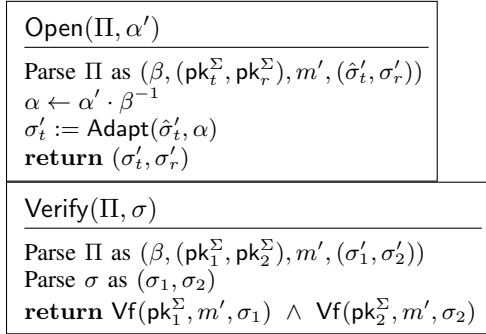 Open(Π, α′)
Parse Π as (β, (pk_t^Σ, pk_r^Σ), m′, (σ̂′_t, σ′_r))
α ← α′ · β⁻¹
σ′_t := Adapt(σ̂′_t, α)
return (σ′_t, σ′_r)
Verify(Π, σ)
Parse Π as (β, (pk_1^Σ, pk_2^Σ), m′, (σ′_1, σ′_2))
Parse σ as (σ_1, σ_2)
return Vf(pk_1^Σ, m′, σ_1) ∧ Vf(pk_2^Σ, m′, σ_2)